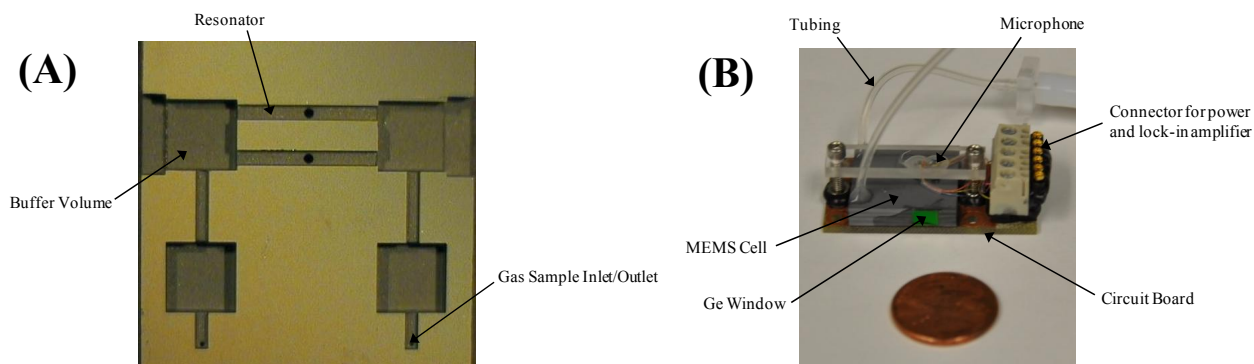 (A)
Resonator
Buffer Volume
Gas Sample Inlet/Outlet
(B)
Tubing
Microphone
Connector for power
and lock-in amplifier
MEMS Cell
Ge Window
Circuit Board